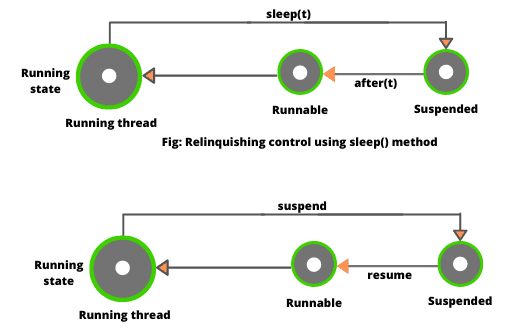 sleep(t)
Running
state
after(t)
Runnable
Suspended
Running thread
Fig: Relinquishing control using sleep() method
suspend
Running
state
resume
Runnable
Suspended
Running thread